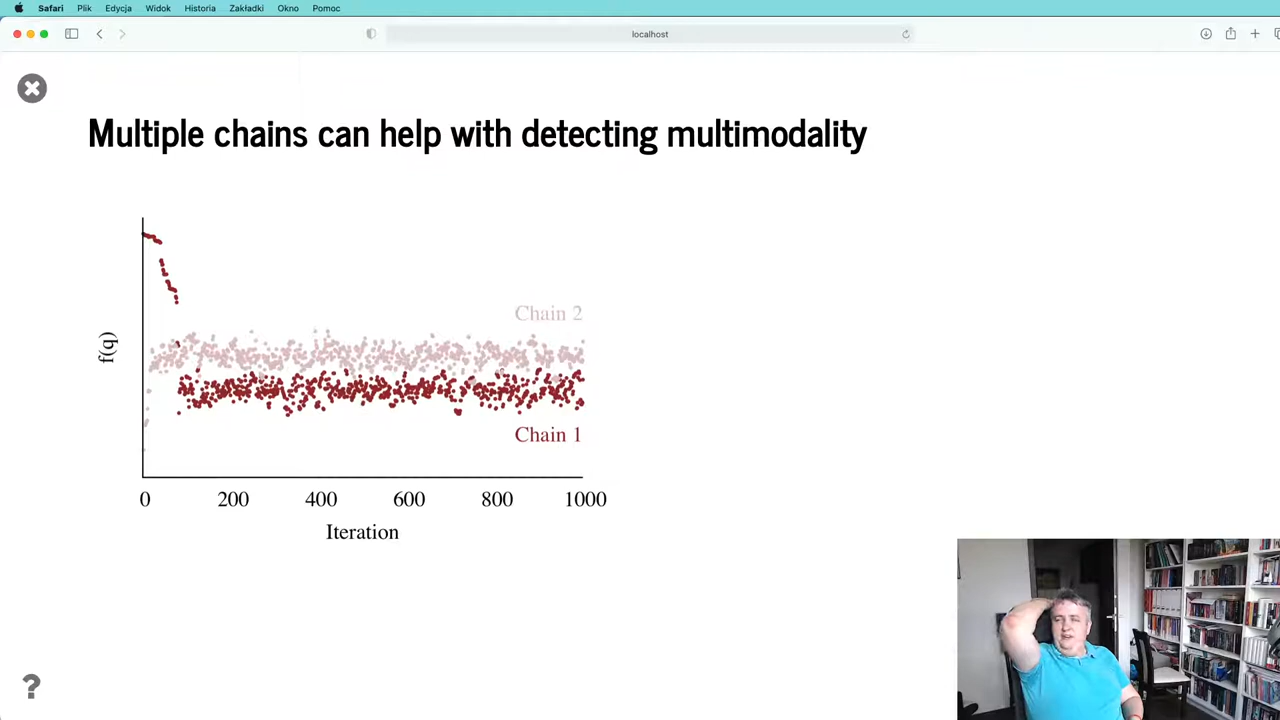 Safari Plik Edycja Widok Historia Zakładki Okno Pomoc
localhost
Multiple chains can help with detecting multimodality
f(q)
Chain 2
Chain 1
0 200 400 600 800 1000
Iteration
?